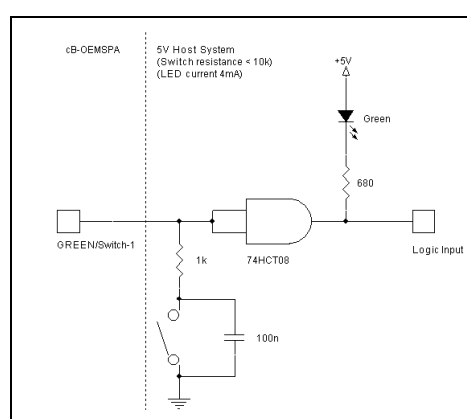 cB-OEMSPA
5V Host System
(Switch resistance < 10k)
(LED current 4mA)
+5V
Green
680
GREEN/Switch-1
1k
74HCT08
Logic Input
100n